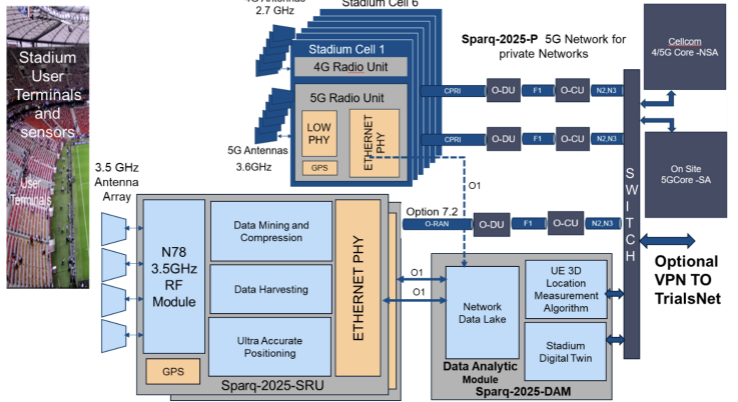 4G Antennas
2.7 GHz
Stadium Cell 6
Stadium Cell 1
4G Radio Unit
5G Radio Unit
LOW
PHY
GPS
ETHERNET
PHY
5G Antennas
3.6GHz
Stadium
User
Terminals
and
sensors
User
Terminals
3.5 GHz
Antenna
Array
Sparq-2025-P 5G Network for
private Networks
CPRI
O-DU
F1
O-CU
N2,N3
CPRI
O-DU
F1
O-CU
N2,N3
O1
Option 7.2
O-RAN
O-DU
F1
O-CU
N2,N3
SWITCH
Cellcom
4/5G Core -NSA
On Site
5GCore -SA
Optional
VPN TO
TrialsNet
N78
3.5GHz
RF
Module
GPS
Data Mining and
Compression
Data Harvesting
Ultra Accurate
Positioning
ETHERNET PHY
Sparq-2025-SRU
O1
O1
Network
Data Lake
UE 3D
Location
Measurement
Algorithm
Stadium
Digital Twin
Data Analytic
Module
Sparq-2025-DAM